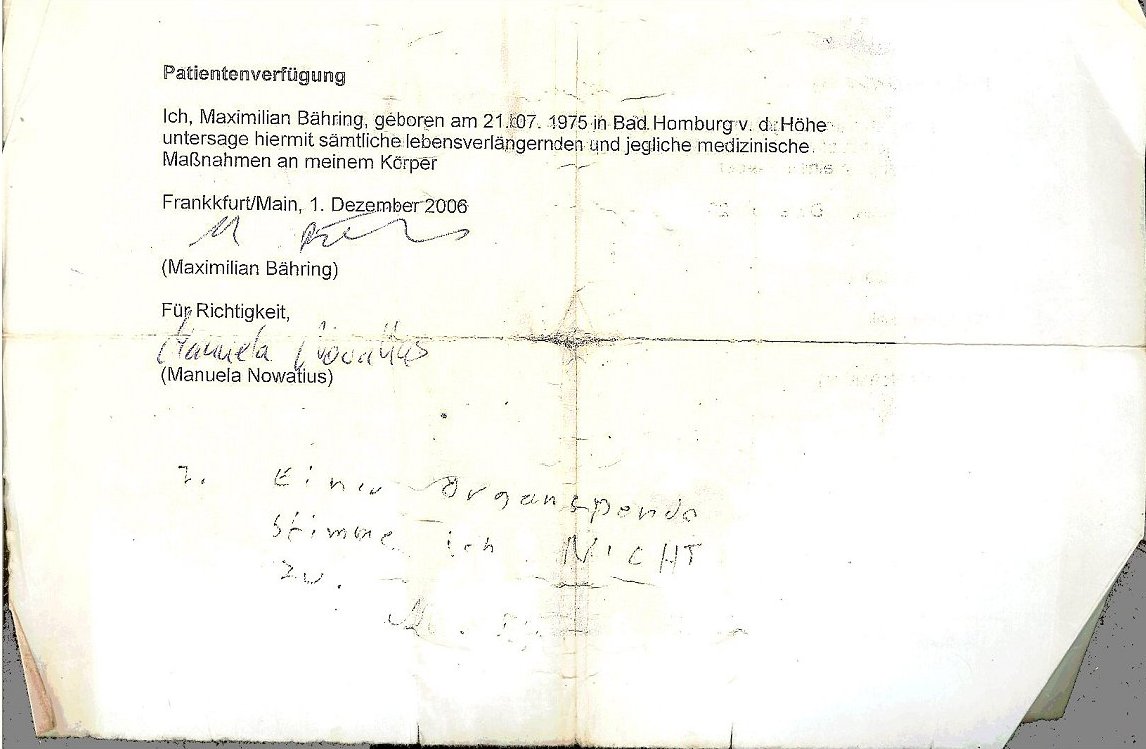 Patientenverfügung
Ich, Maximilian Bähring, geboren am 21. 07. 1975 in Bad Homburg v. d. Höhe
untersage hiermit sämtliche lebensverlängernden und jegliche medizinische
Maßnahmen an meinem Körper
Frankkfurt/Main, 1. Dezember 2006
(Maximilian Bähring)
Für Richtigkeit,
Manuela Nowatius
(Manuela Nowatius)
Einer Organspende
stimme ich NICHT
zu.